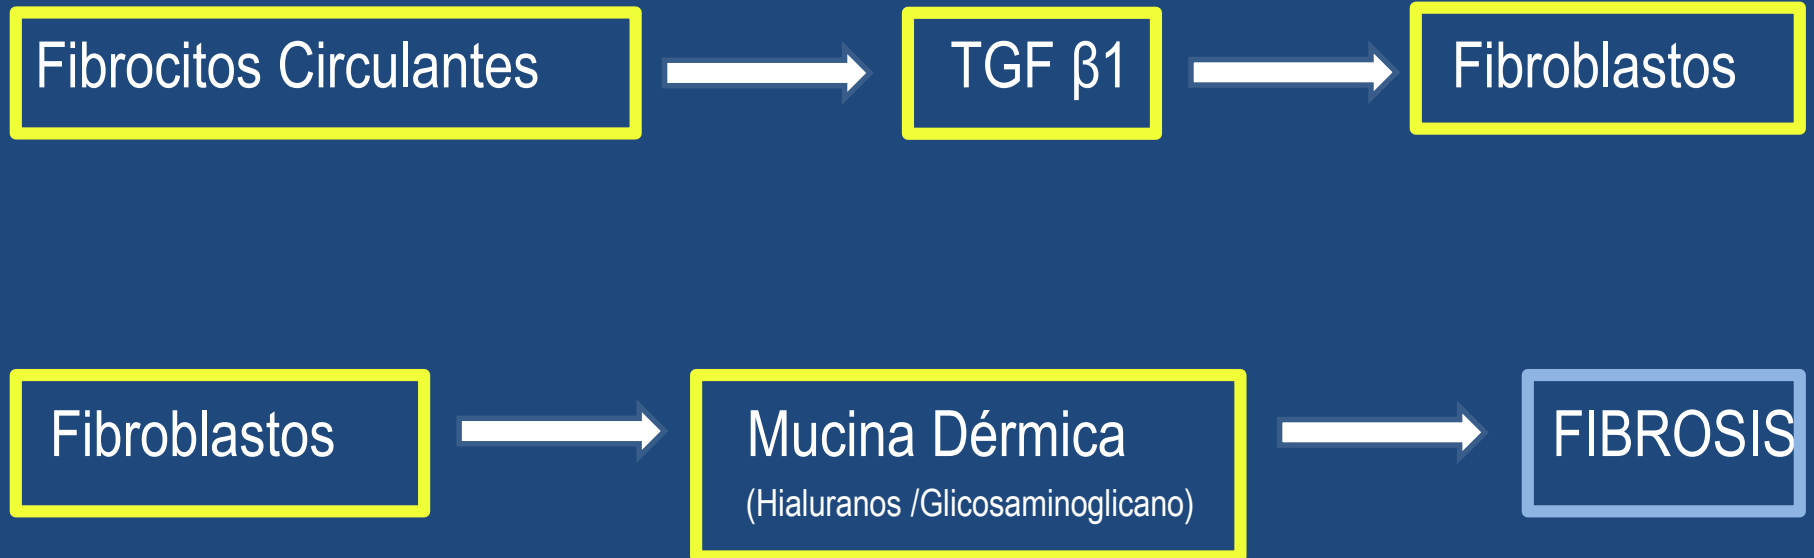 Fibrocitos Circulantes
TGF β1
Fibroblastos
Fibroblastos
Mucina Dérmica
(Hialuranos /Glicosaminoglicano)
FIBROSIS